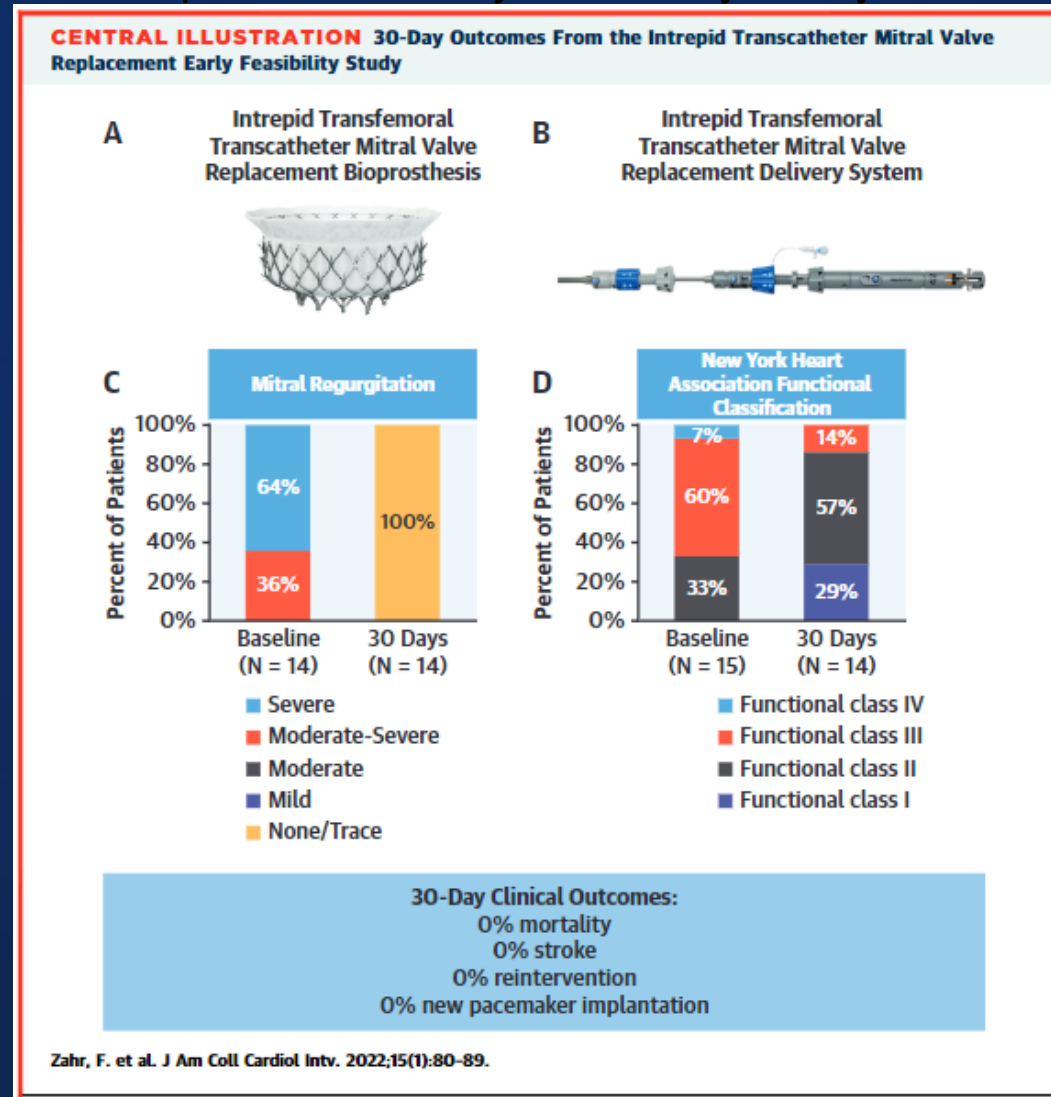 CENTRAL ILLUSTRATION 30-Day Outcomes From the Intrepid Transcatheter Mitral Valve
Replacement Early Feasibility Study
A
Intrepid Transfemoral
Transcatheter Mitral Valve
Replacement Bioprosthesis
B
Intrepid Transfemoral
Transcatheter Mitral Valve
Replacement Delivery System
C
Mitral Regurgitation
Percent of Patients
100%
80%
60%
40%
20%
0%
64%
36%
100%
Baseline
(N = 14)
30 Days
(N = 14)
Severe
Moderate-Severe
Moderate
Mild
None/Trace
D
New York Heart
Association Functional
Classification
Percent of Patients
100%
80%
60%
40%
20%
0%
7%
60%
33%
14%
57%
29%
Baseline
(N = 15)
30 Days
(N = 14)
Functional class IV
Functional class III
Functional class II
Functional class I
30-Day Clinical Outcomes:
0% mortality
0% stroke
0% reintervention
0% new pacemaker implantation
Zahr, F. et al. J Am Coll Cardiol Intv. 2022;15(1):80-89.